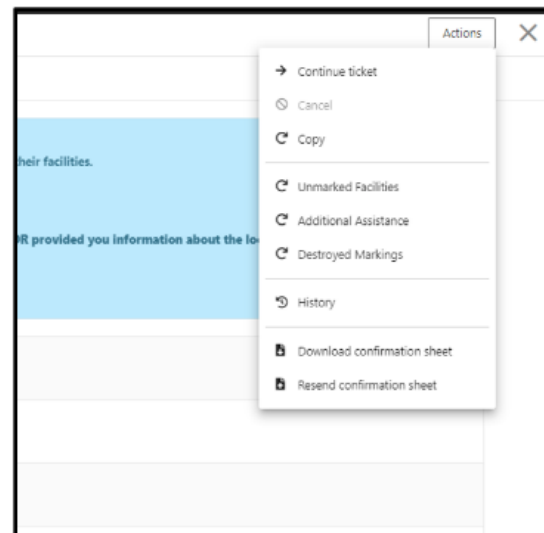 Actions
Continue ticket
Cancel
Copy
their facilities.
Unmarked Facilities
Additional Assistance
OR provided you information about the lo
Destroyed Markings
History
Download confirmation sheet
Resend confirmation sheet